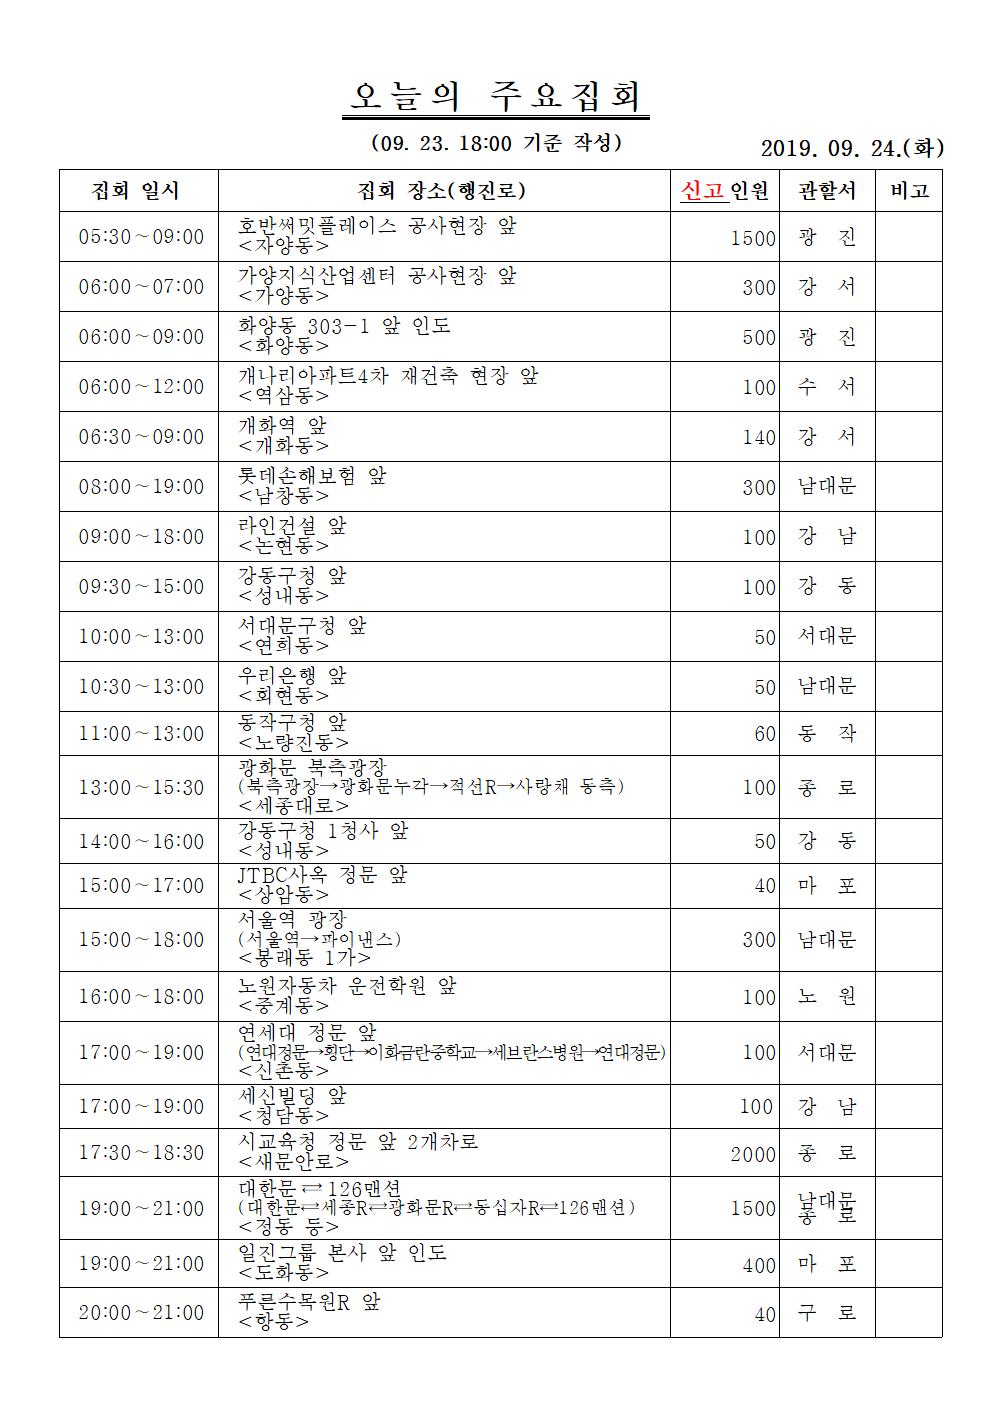 오늘의 주요집회
(09. 23. 18:00 기준 작성)
2019. 09. 24.(화)
집회 일시 집회 장소(행진로) 신고인원 관할서 비고
05:30~09:00 호반써밋플레이스 공사현장 앞 1500 광 진
<자양동>
06:00~07:00 가양지식산업센터 공사현장 앞 300 강 서
<가양동>
06:00~09:00 화양동 303-1 앞 인도 500 광 진
<화양동>
06:00~12:00 개나리아파트4차 재건축 현장 앞 100 수 서
<역삼동>
06:30~09:00 개화역 앞 140 강 서
<개화동>
08:00~19:00 롯데손해보험 앞 300 남대문
<남창동>
09:00~18:00 라인건설 앞 100 강 남
<논현동>
09:30~15:00 강동구청 앞 100 강 동
<성내동>
10:00~13:00 서대문구청 앞 50 서대문
<연희동>
10:30~13:00 우리은행 앞 50 남대문
<회현동>
11:00~13:00 동작구청 앞 60 동 작
<노량진동>
13:00~15:30 광화문 북측광장 100 종 로
(북측광장→광화문누각→적선R→사랑채 동측)
<세종대로>
14:00~16:00 강동구청 1청사 앞 50 강 동
<성내동>
15:00~17:00 JTBC사옥 정문 앞 40 마 포
<상암동>
15:00~18:00 서울역 광장 300 남대문
(서울역→파이낸스)
<봉래동 1가>
16:00~18:00 노원자동차 운전학원 앞 100 노 원
<중계동>
17:00~19:00 연세대 정문 앞 100 서대문
(연대정문→횡단→이화금란중학교→세브란스병원→연대정문)
<신촌동>
17:00~19:00 세신빌딩 앞 100 강 남
<청담동>
17:30~18:30 시교육청 정문 앞 2개차로 2000 종 로
<새문안로>
19:00~21:00 대한문⇄126맨션 1500 남대문 종 로
(대한문⇄세종R⇄광화문R⇄동십자R⇄126맨션)
<정동 등>
19:00~21:00 일진그룹 본사 앞 인도 400 마 포
<도화동>
20:00~21:00 푸른수목원R 앞 40 구 로
<항동>